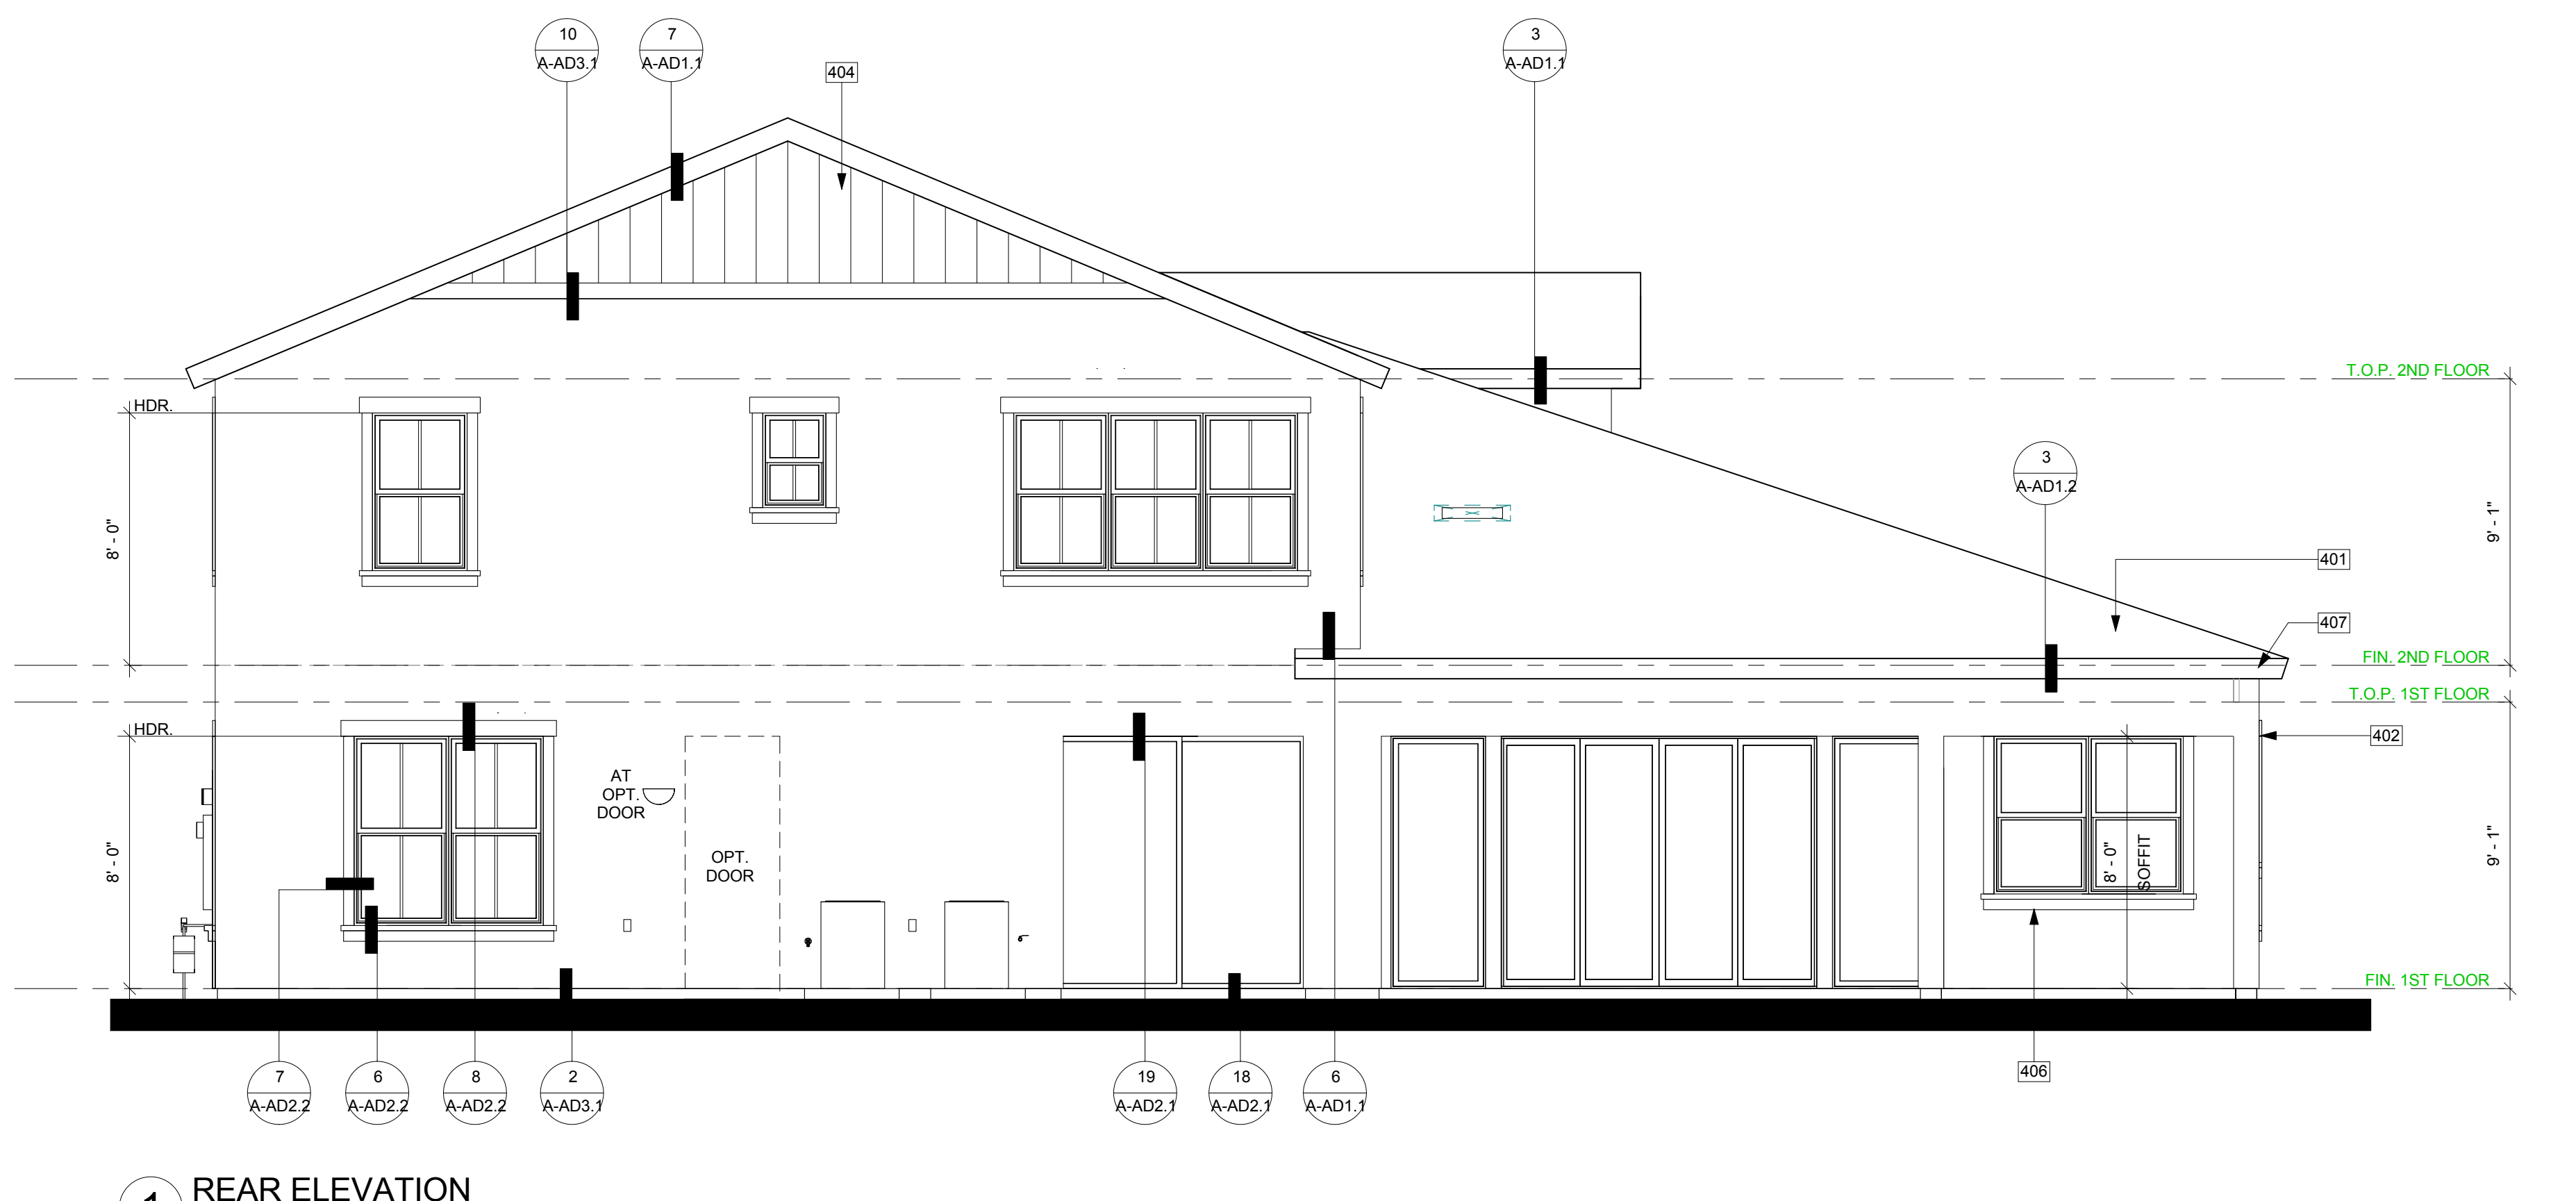 10
A-AD3.1
7
A-AD1.1
404
3
A-AD1.1
T.O.P. 2ND FLOOR
HDR.
3
A-AD1.2
8' - 0"
9' - 1"
401
407
FIN. 2ND FLOOR
T.O.P. 1ST FLOOR
HDR.
402
AT
OPT.
DOOR
OPT.
DOOR
8' - 0"
8' - 0"
SOFFIT
9' - 1"
FIN. 1ST FLOOR
7
A-AD2.2
6
A-AD2.2
8
A-AD2.2
2
A-AD3.1
19
A-AD2.1
18
A-AD2.1
6
A-AD1.1
406
1
REAR ELEVATION